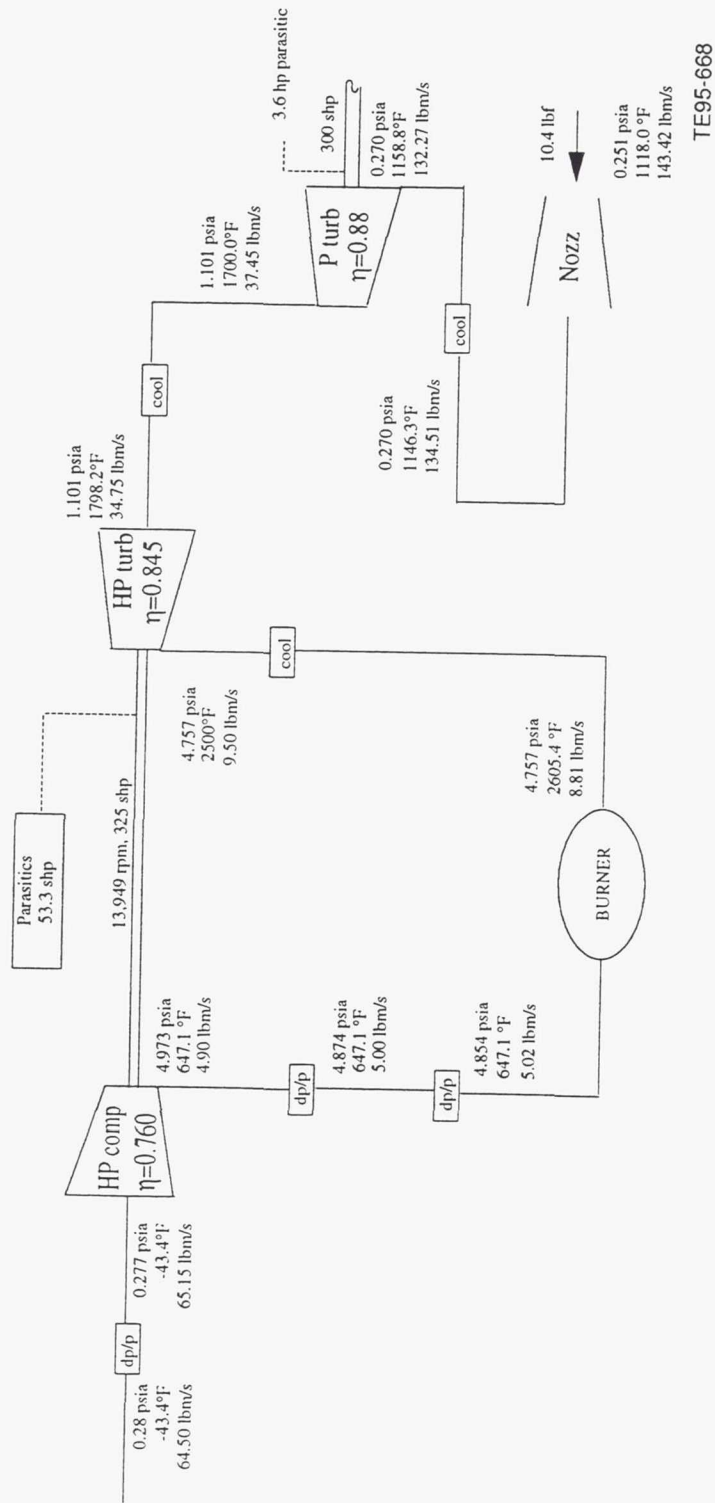 0.28 psia
-43.4°F
64.50 lbm/s
dp/p
0.277 psia
-43.4°F
65.15 lbm/s
HP comp
η=0.760
4.973 psia
647.1 °F
4.90 lbm/s
dp/p
4.874 psia
647.1 °F
5.00 lbm/s
dp/p
4.854 psia
647.1 °F
5.02 lbm/s
Parasitics
53.3 shp
13,949 rpm, 325 shp
BURNER
4.757 psia
2605.4 °F
8.81 lbm/s
cool
4.757 psia
2500°F
9.50 lbm/s
HP turb
η=0.845
1.101 psia
1798.2°F
34.75 lbm/s
cool
1.101 psia
1700.0°F
37.45 lbm/s
P turb
η=0.88
3.6 hp parasitic
300 shp
0.270 psia
1158.8°F
132.27 lbm/s
cool
0.270 psia
1146.3°F
134.51 lbm/s
Nozz
10.4 lbf
0.251 psia
1118.0 °F
143.42 lbm/s
TE95-668